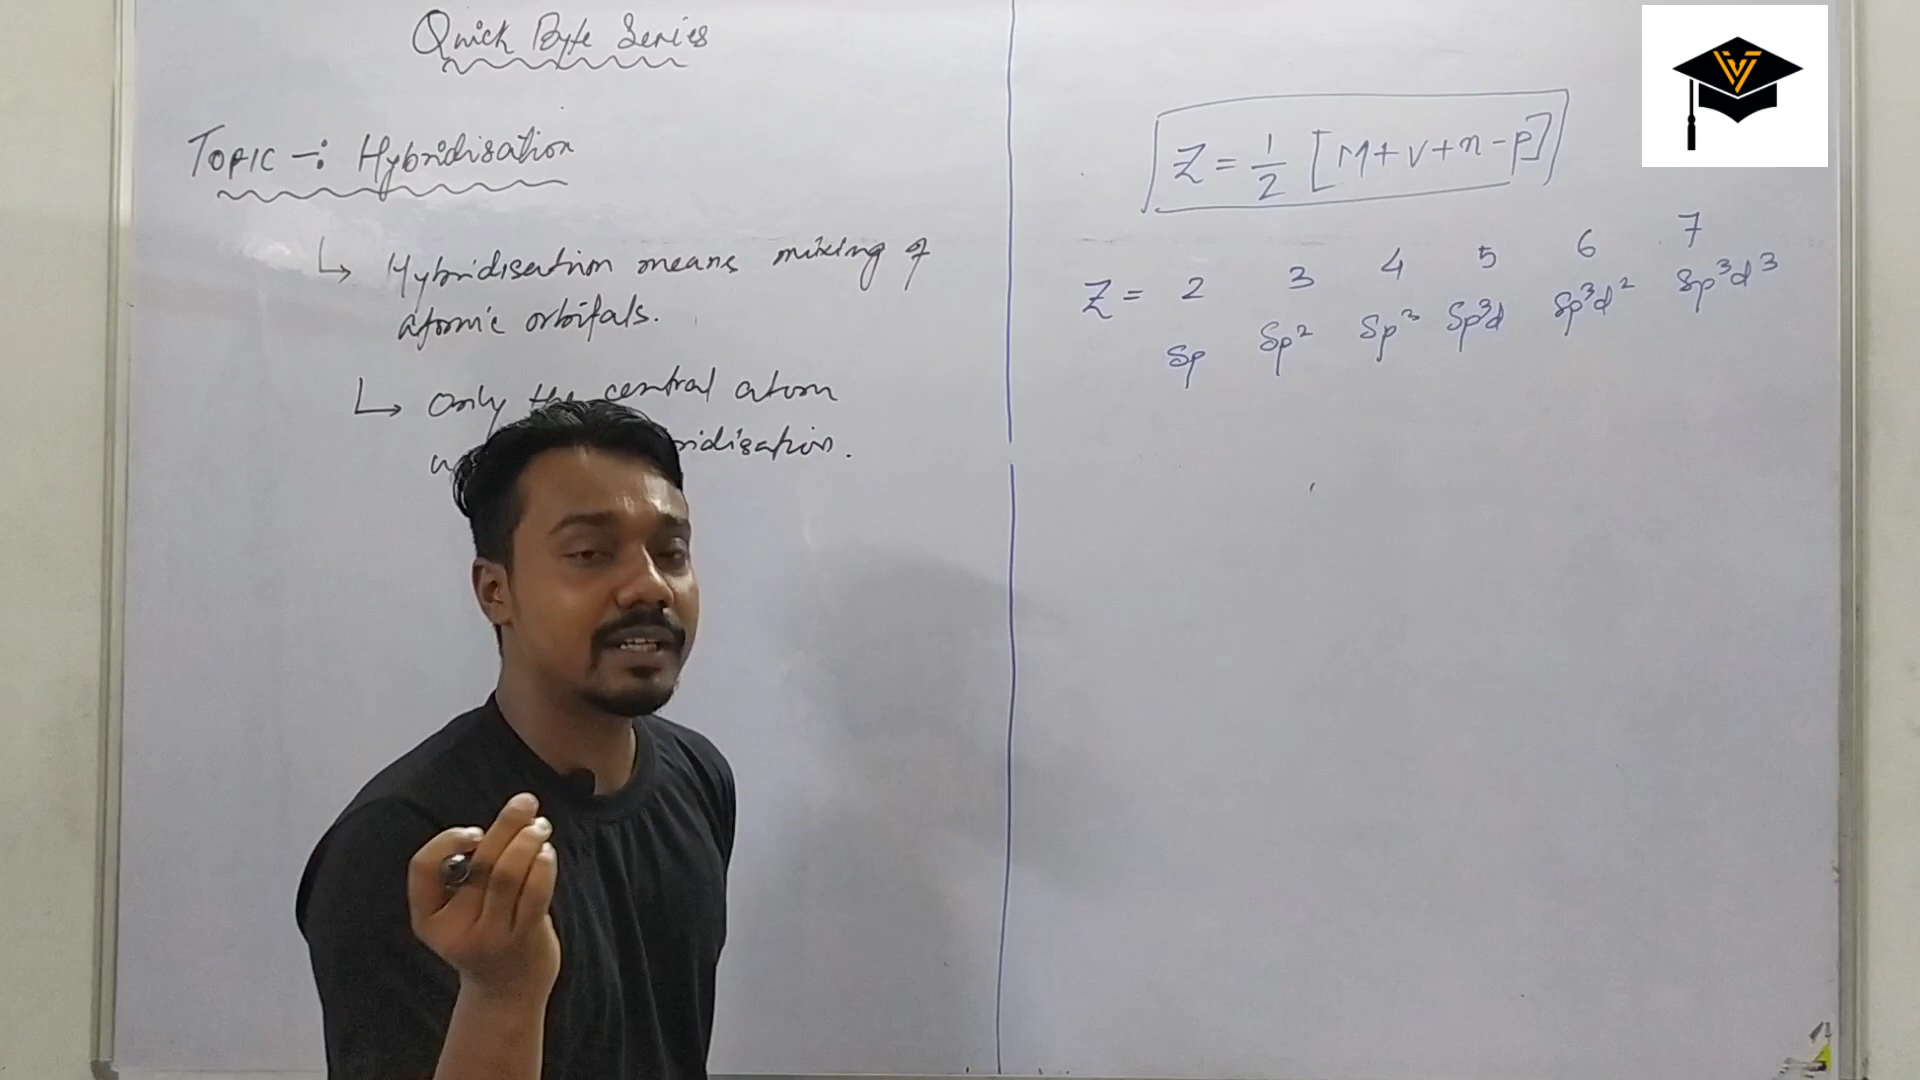 Quick Byte Series
TOPIC -: Hybridisation
↳ Hybridisation means mixing of
atomic orbitals.
↳ only the central atom
ridisation.
Z = 1/2 [M+V+n-p]
Z = 2 3 4 5 6 7
Sp Sp² Sp³ Sp³d Sp³d² Sp³d³